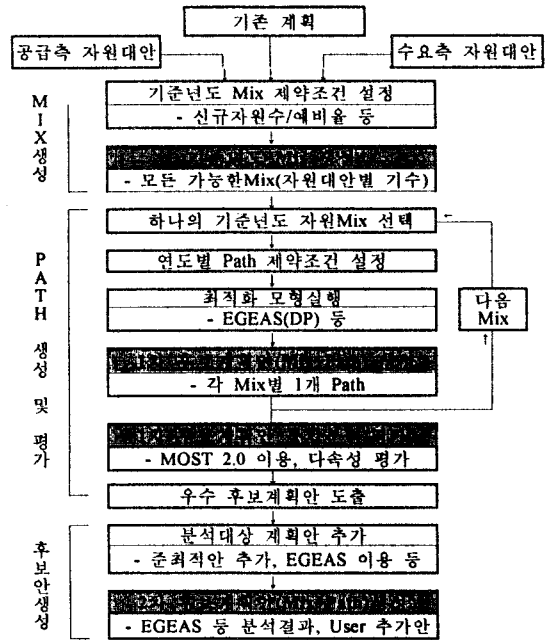 기존 계획
공급측 자원대안
수요측 자원대안
MIX생성
기준년도 Mix 제약조건 설정
- 신규자원수/예비율 등
- 모든 가능한Mix(자원대안별 기수)
PATH 생성 및 평가
하나의 기준년도 자원Mix 선택
연도별 Path 제약조건 설정
최적화 모형실행
- EGEAS(DP) 등
다음
Mix
- 각 Mix별 1개 Path
- MOST 2.0 이용, 다속성 평가
우수 후보계획안 도출
후보안생성
분석대상 계획안 추가
- 준최적안 추가, EGEAS 이용 등
- EGEAS 등 분석결과, User 추가안